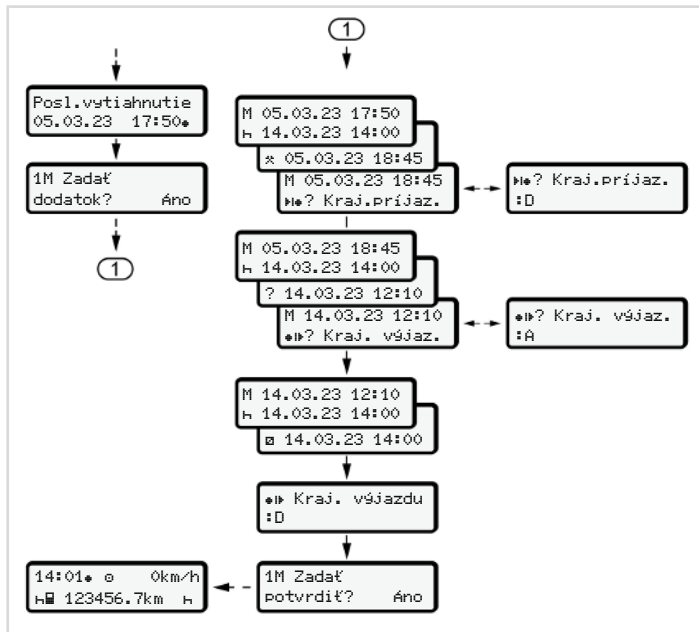 Posl.vytiahnutie
05.03.23 17:50●
1M Zadať
dodatok? Áno
1
1
M 05.03.23 17:50
h 14.03.23 14:00
⚒ 05.03.23 18:45
M 05.03.23 18:45
▶I●? Kraj.príjaz.
▶I●? Kraj.príjaz.
:D
M 05.03.23 18:45
h 14.03.23 14:00
? 14.03.23 12:10
M 14.03.23 12:10
●I▶? Kraj. výjaz.
●I▶? Kraj. výjaz.
:A
M 14.03.23 12:10
h 14.03.23 14:00
☑ 14.03.23 14:00
●I▶ Kraj. výjazdu
:D
1M Zadať
potvrdiť? Áno
14:01● ⊙ 0km/h
h 123456.7km h